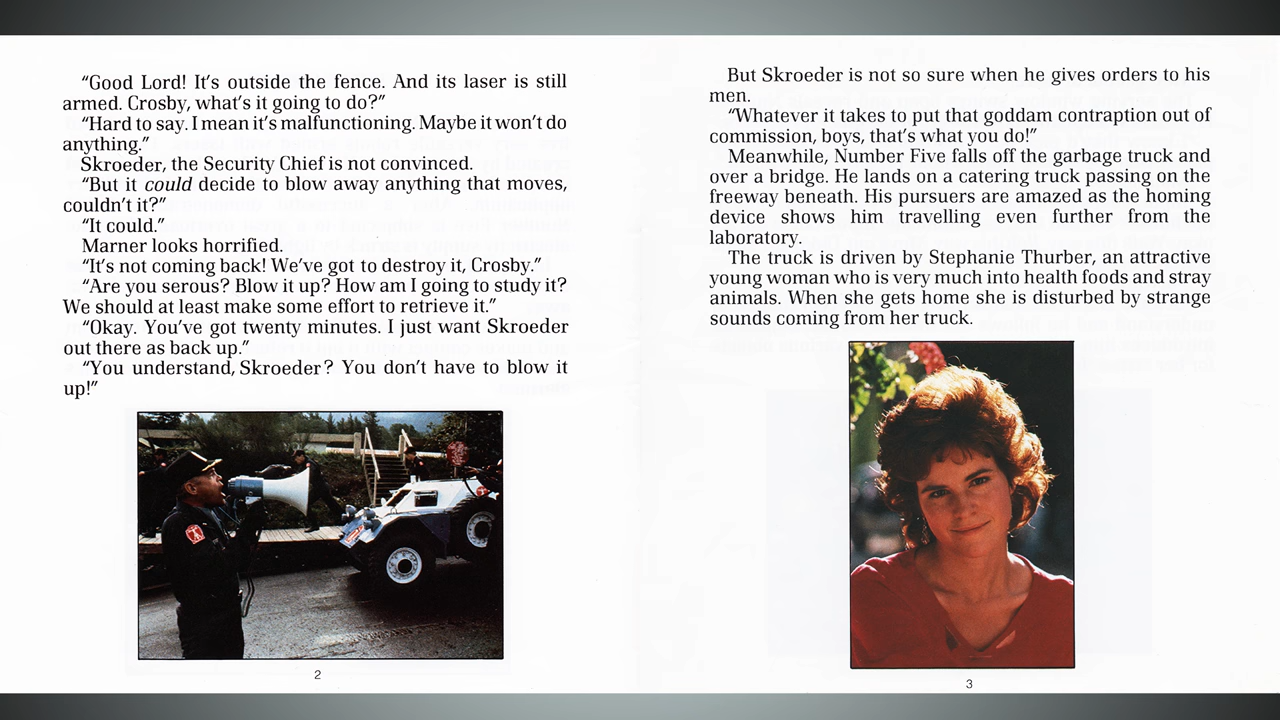 “Good Lord! It’s outside the fence. And its laser is still
armed. Crosby, what’s it going to do?”
“Hard to say. I mean it’s malfunctioning. Maybe it won’t do
anything.”
Skroeder, the Security Chief is not convinced.
“But it could decide to blow away anything that moves,
couldn’t it?”
“It could.”
Marner looks horrified.
“It’s not coming back! We’ve got to destroy it, Crosby.”
“Are you serous? Blow it up? How am I going to study it?
We should at least make some effort to retrieve it.”
“Okay. You’ve got twenty minutes. I just want Skroeder
out there as back up.”
“You understand, Skroeder? You don’t have to blow it
up!”
2
But Skroeder is not so sure when he gives orders to his
men.
“Whatever it takes to put that goddam contraption out of
commission, boys, that’s what you do!”
Meanwhile, Number Five falls off the garbage truck and
over a bridge. He lands on a catering truck passing on the
freeway beneath. His pursuers are amazed as the homing
device shows him travelling even further from the
laboratory.
The truck is driven by Stephanie Thurber, an attractive
young woman who is very much into health foods and stray
animals. When she gets home she is disturbed by strange
sounds coming from her truck.
3